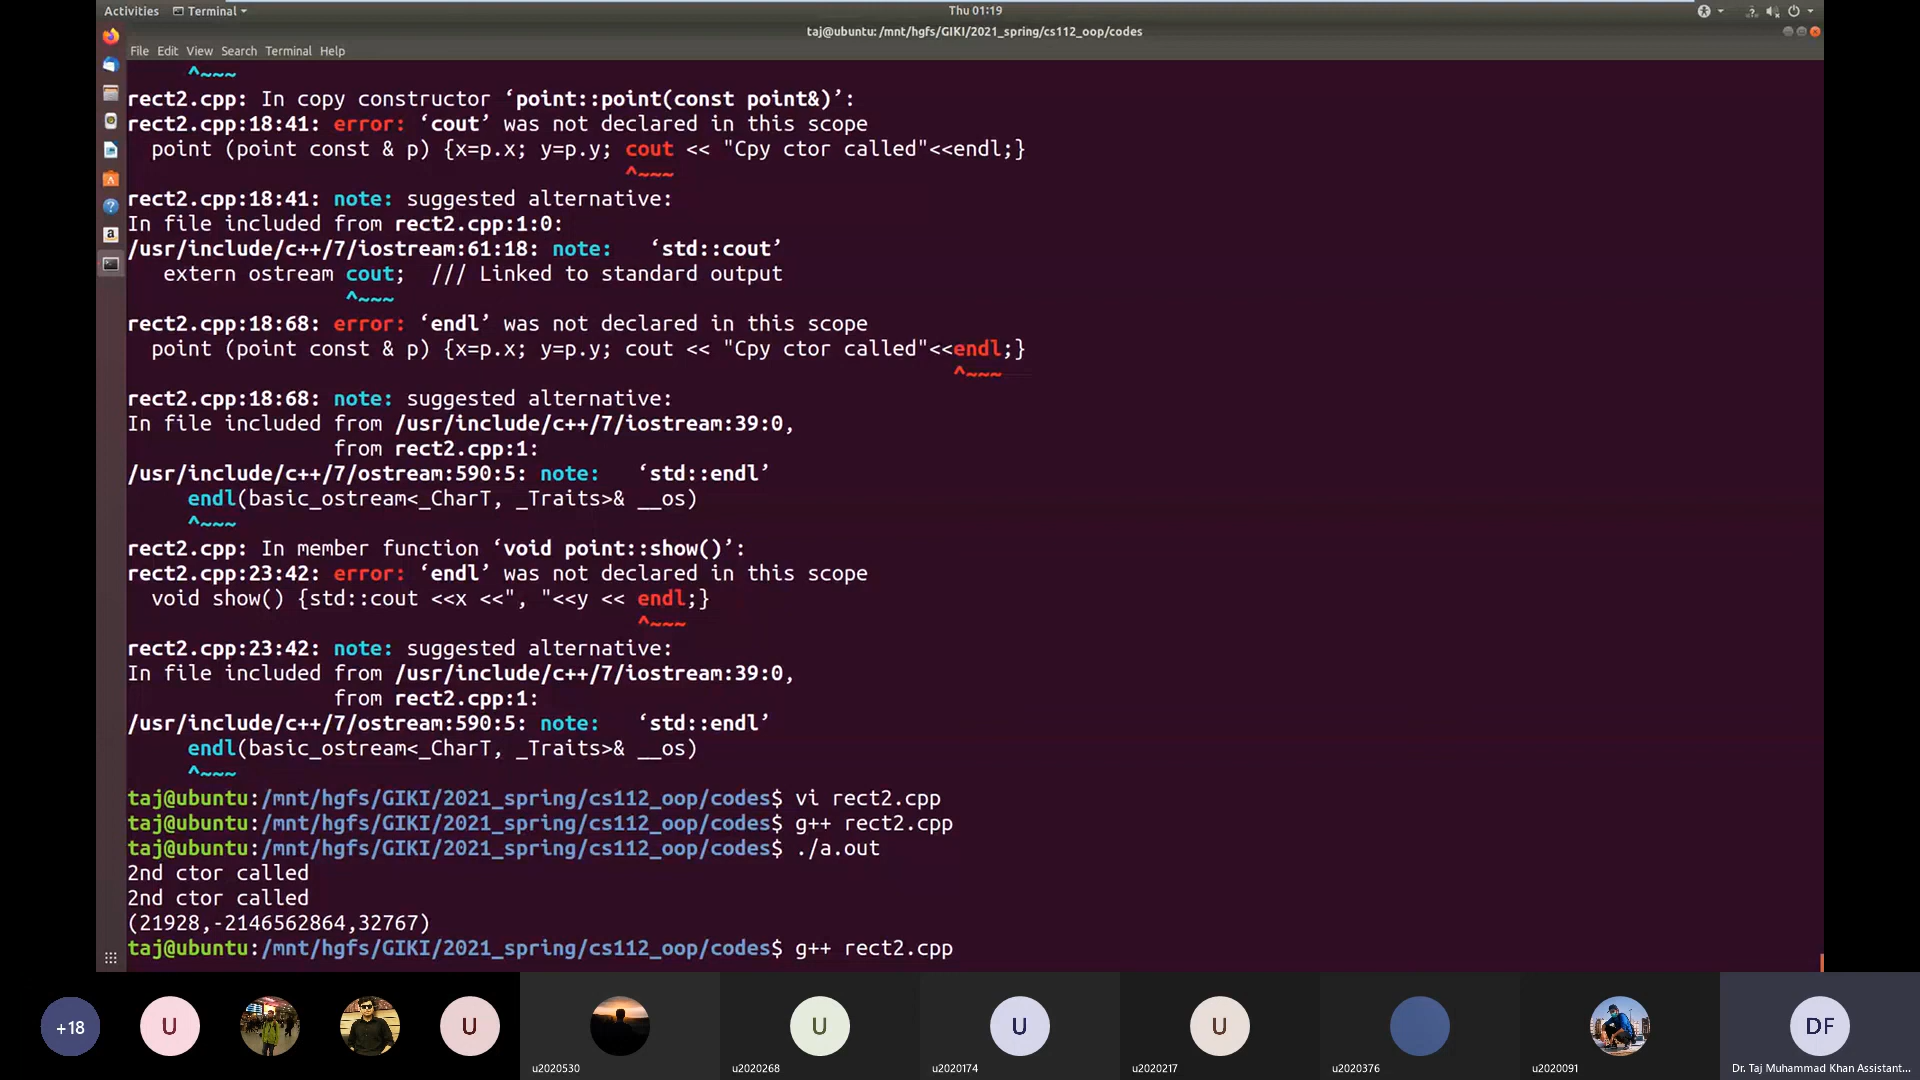 Activities Terminal Thu 01:19
taj@ubuntu: /mnt/hgfs/GIKI/2021_spring/cs112_oop/codes
File Edit View Search Terminal Help
^~~~
rect2.cpp: In copy constructor ‘point::point(const point&)’:
rect2.cpp:18:41: error: ‘cout’ was not declared in this scope
point (point const & p) {x=p.x; y=p.y; cout << "Cpy ctor called"<<endl;}
^~~~
rect2.cpp:18:41: note: suggested alternative:
In file included from rect2.cpp:1:0:
/usr/include/c++/7/iostream:61:18: note:   ‘std::cout’
extern ostream cout;  /// Linked to standard output
^~~~
rect2.cpp:18:68: error: ‘endl’ was not declared in this scope
point (point const & p) {x=p.x; y=p.y; cout << "Cpy ctor called"<<endl;}
^~~~
rect2.cpp:18:68: note: suggested alternative:
In file included from /usr/include/c++/7/iostream:39:0,
from rect2.cpp:1:
/usr/include/c++/7/ostream:590:5: note:   ‘std::endl’
endl(basic_ostream<_CharT, _Traits>& __os)
^~~~
rect2.cpp: In member function ‘void point::show()’:
rect2.cpp:23:42: error: ‘endl’ was not declared in this scope
void show() {std::cout <<x <<", "<<y << endl;}
^~~~
rect2.cpp:23:42: note: suggested alternative:
In file included from /usr/include/c++/7/iostream:39:0,
from rect2.cpp:1:
/usr/include/c++/7/ostream:590:5: note:   ‘std::endl’
endl(basic_ostream<_CharT, _Traits>& __os)
^~~~
taj@ubuntu:/mnt/hgfs/GIKI/2021_spring/cs112_oop/codes$ vi rect2.cpp
taj@ubuntu:/mnt/hgfs/GIKI/2021_spring/cs112_oop/codes$ g++ rect2.cpp
taj@ubuntu:/mnt/hgfs/GIKI/2021_spring/cs112_oop/codes$ ./a.out
2nd ctor called
2nd ctor called
(21928,-2146562864,32767)
taj@ubuntu:/mnt/hgfs/GIKI/2021_spring/cs112_oop/codes$ g++ rect2.cpp
+18 U U U U U DF
u2020530 u2020268 u2020174 u2020217 u2020376 u2020091 Dr. Taj Muhammad Khan Assistant...